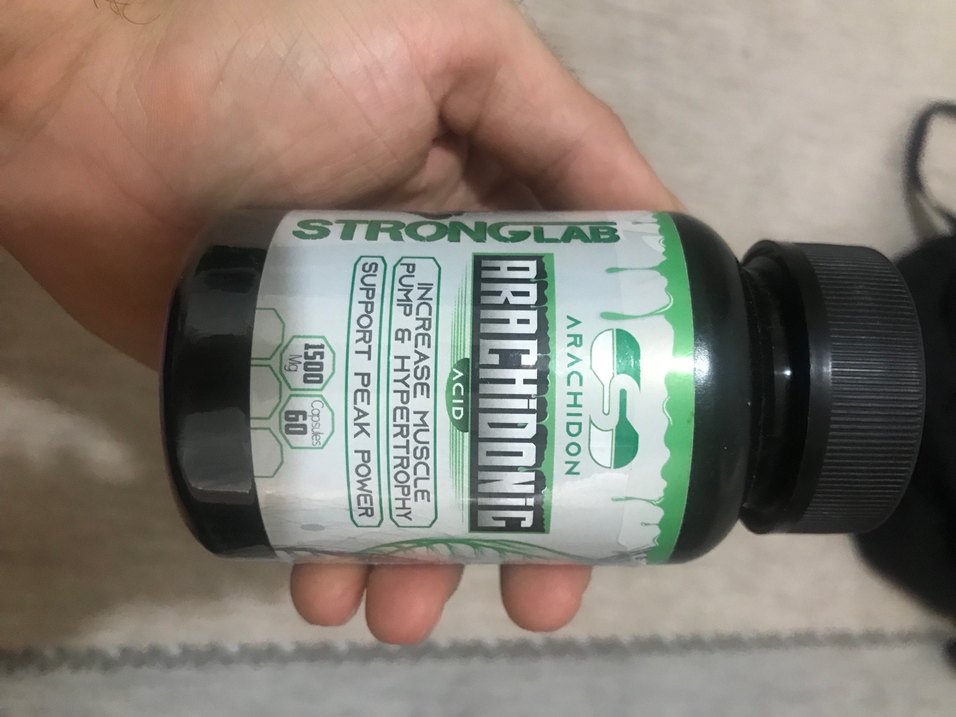 STRONGLAB
ARACHIDON
ARACHIDONIC
ACID
INCREASE MUSCLE
PUMP & HYPERTROPHY
SUPPORT PEAK POWER
1500
Mg
Capsules
60